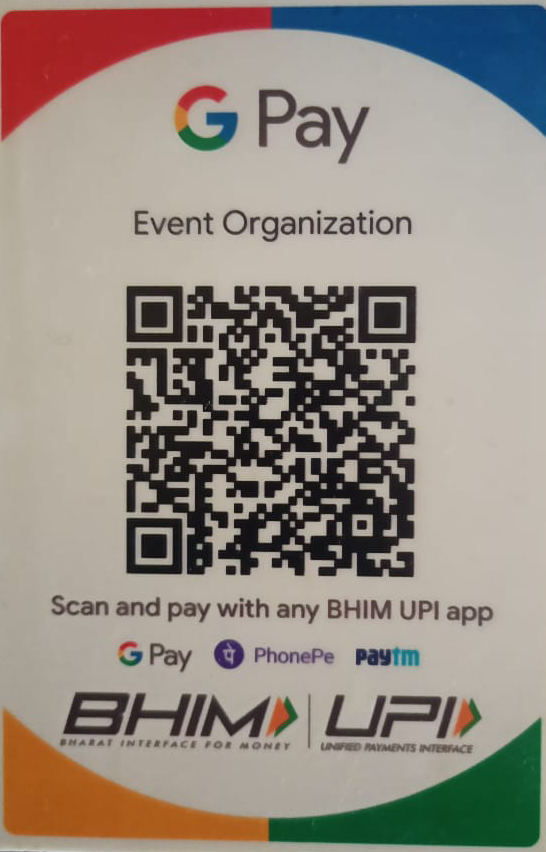 G Pay
Event Organization
Scan and pay with any BHIM UPI app
G Pay पे PhonePe paytm
BHIM UPI
BHARAT INTERFACE FOR MONEY UNIFIED PAYMENTS INTERFACE